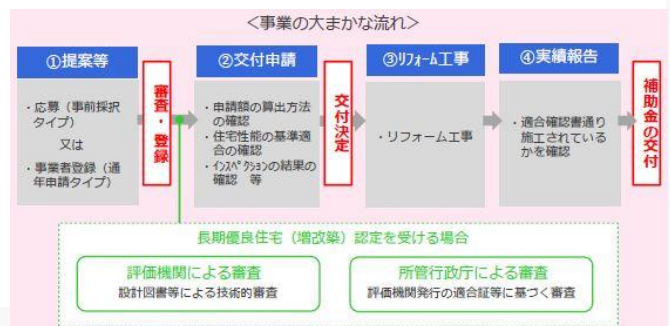 ＜事業の大まかな流れ＞
①提案等
・応募（事前採択
タイプ）
又は
・事業者登録（通
年申請タイプ）
審査・登録
②交付申請
・申請額の算出方法
の確認
・住宅性能の基準適
合の確認
・ｲﾝｽﾍﾟｸｼｮﾝの結果の
確認　等
交付決定
③ﾘﾌｫｰﾑ工事
・リフォーム工事
④実績報告
・適合確認書通り
施工されている
かを確認
補助金の交付
長期優良住宅（増改築）認定を受ける場合
評価機関による審査
設計図書等による技術的審査
所管行政庁による審査
評価機関発行の適合証等に基づく審査